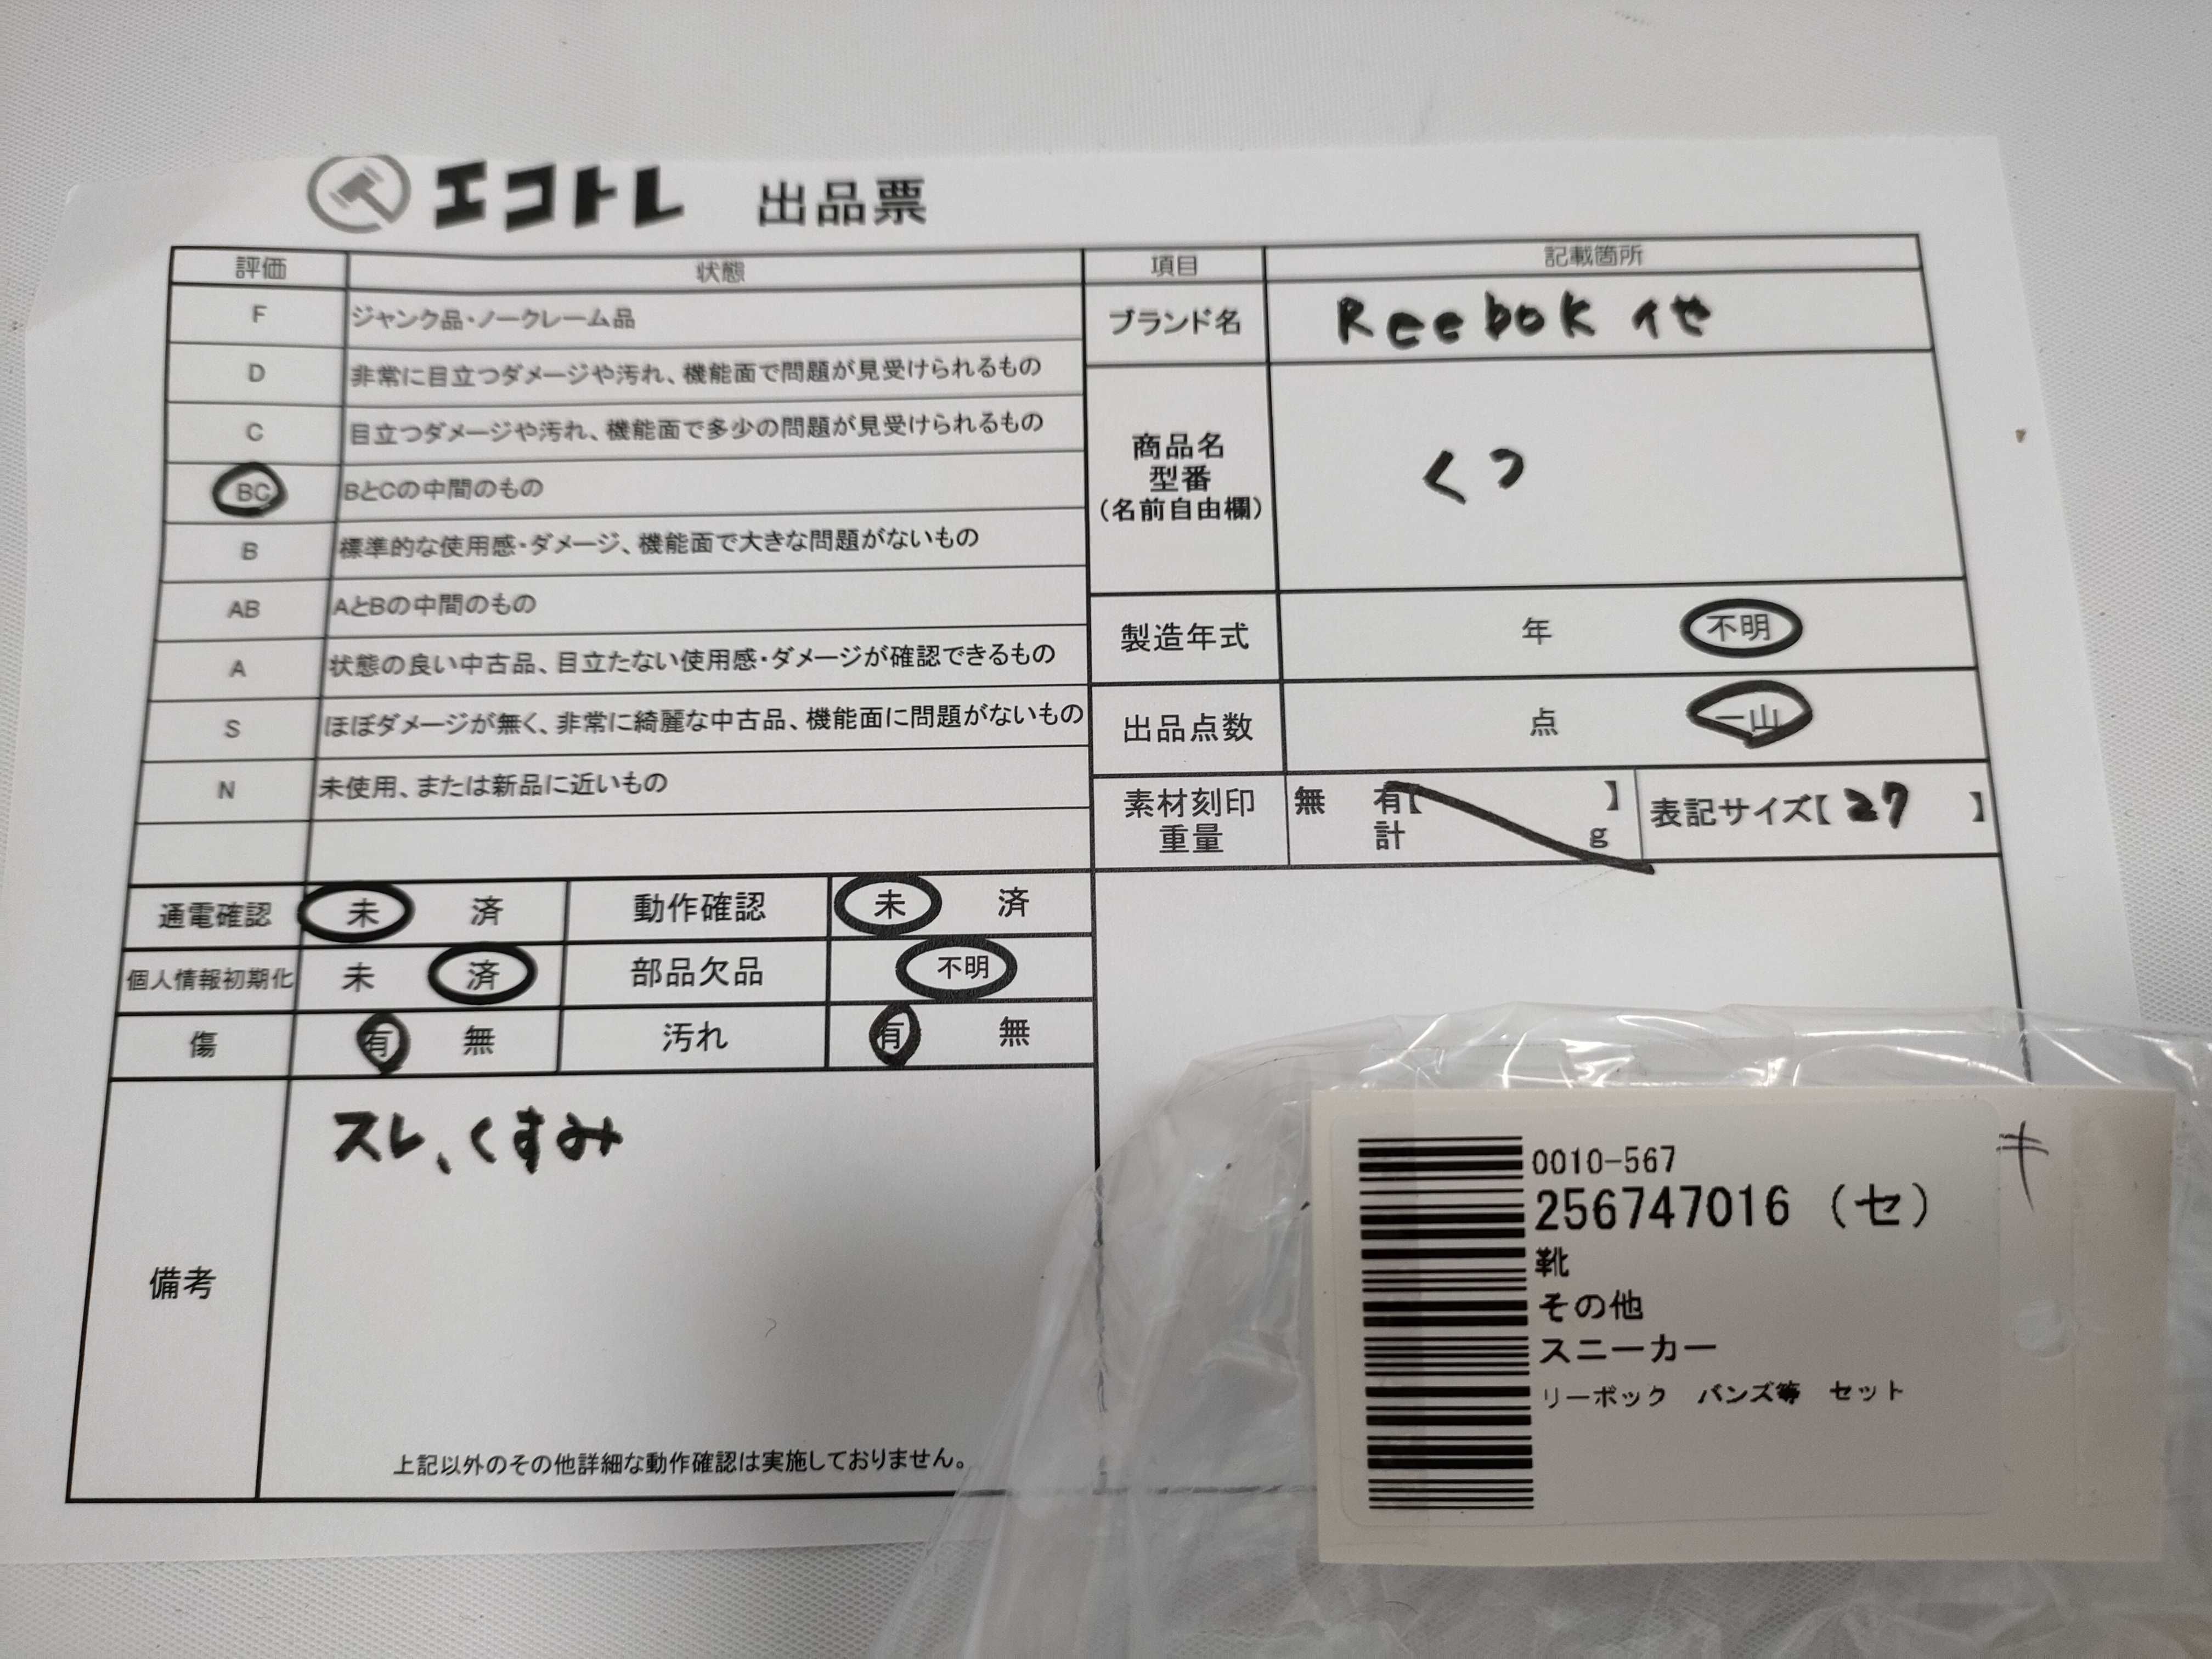 エコトレ 出品票
評価 状態
F ジャンク品・ノークレーム品
D 非常に目立つダメージや汚れ、機能面で問題が見受けられるもの
C 目立つダメージや汚れ、機能面で多少の問題が見受けられるもの
BC BとCの中間のもの
B 標準的な使用感・ダメージ、機能面で大きな問題がないもの
AB AとBの中間のもの
A 状態の良い中古品、目立たない使用感・ダメージが確認できるもの
S ほぼダメージが無く、非常に綺麗な中古品、機能面に問題がないもの
N 未使用、または新品に近いもの
通電確認 未 済 動作確認 未 済
個人情報初期化 未 済 部品欠品 不明
傷 有 無 汚れ 有 無
備考
スレ、くすみ
上記以外のその他詳細な動作確認は実施しておりません。
項目 記載箇所
ブランド名 Reebok イセ
商品名
型番
(名前自由欄)
くつ
製造年式 年 不明
出品点数 点 一山
素材刻印 無 有【 】
重量 計 g
表記サイズ【27 】
0010-567
256747016 (セ)
靴
その他
スニーカー
リーボック バンズ等 セット
キ